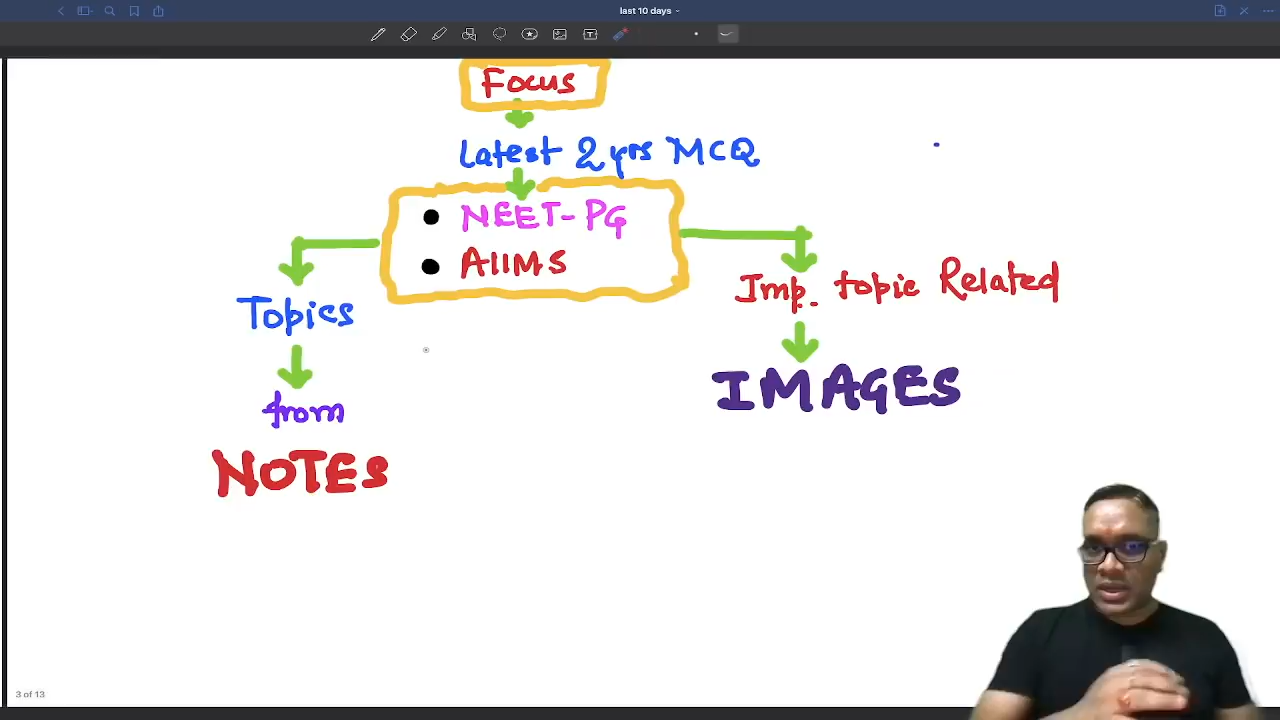 last 10 days
Focus
Latest 2 yrs MCQ
NEET-PG
AIIMS
Topics
from
NOTES
Imp. topic Related
IMAGES
3 of 13